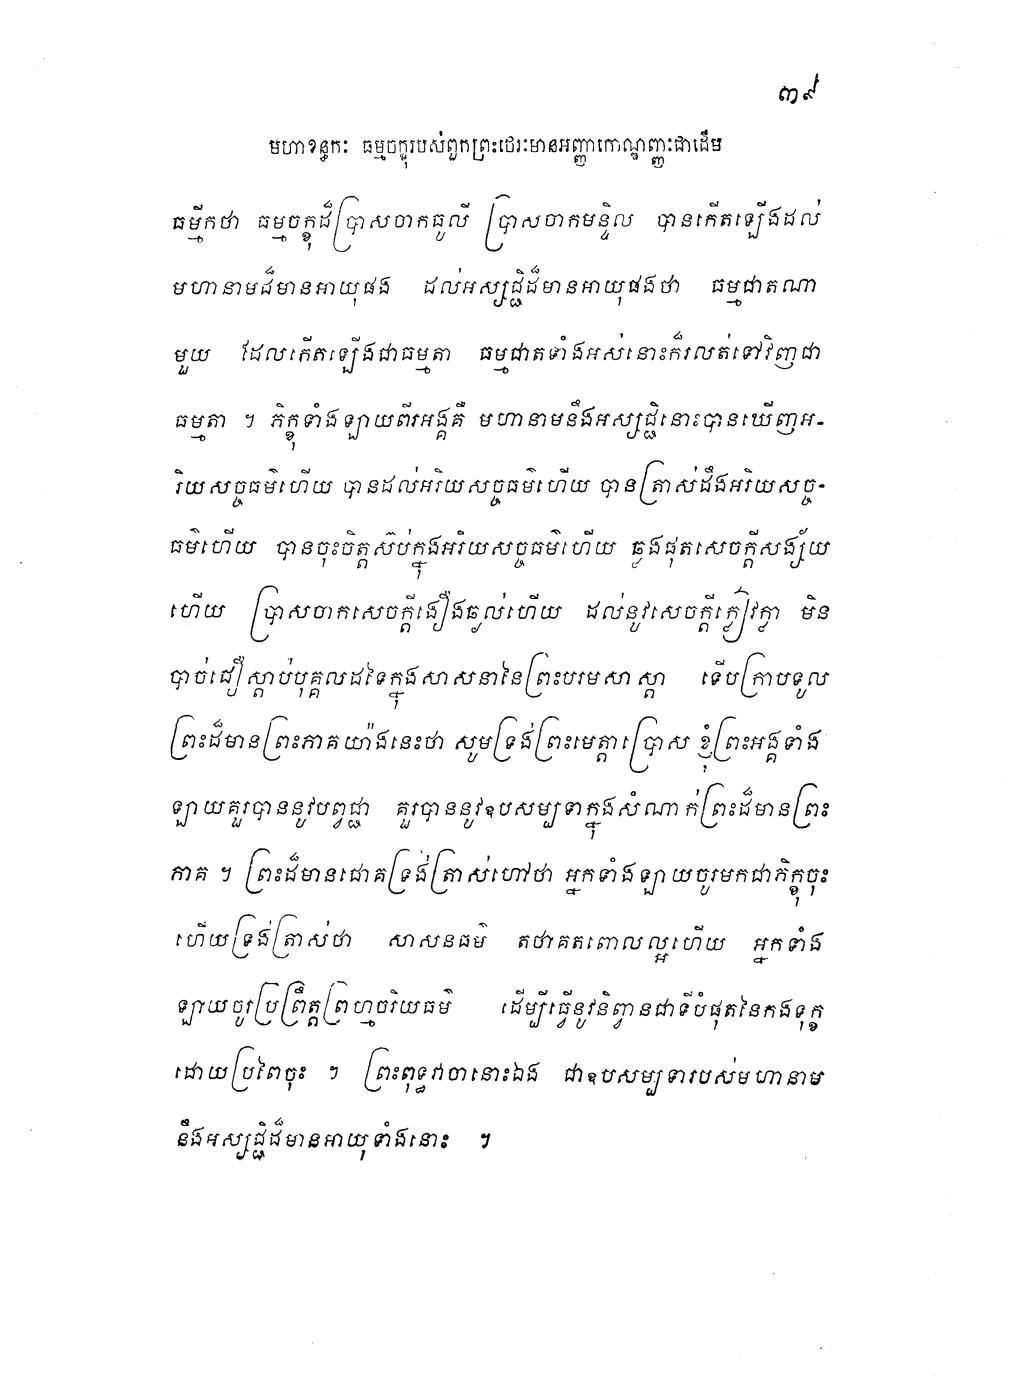 ៣៩
មហាខន្ធកៈ ធម្មចក្ខុរបស់ពួកព្រះថេរៈមានអញ្ញាកោណ្ឌញ្ញៈជាដើម
ធម្មីកថា ធម្មចក្ខុដ៏ប្រាសចាកធូលី ប្រាសចាកមន្ទិល បានកើតឡើងដល់
មហានាមដ៏មានអាយុផង ដល់អស្សជ្ជិដ៏មានអាយុផងថា ធម្មជាតណា
មួយ ដែលកើតឡើងជាធម្មតា ធម្មជាតទាំងអស់នោះក៏រលត់ទៅវិញជា
ធម្មតា ។ ភិក្ខុទាំងឡាយពីរអង្គគឺ មហានាមនឹងអស្សជ្ជិនោះបានឃើញអ-
រិយសច្ចធម៌ហើយ បានដល់អរិយសច្ចធម៌ហើយ បានត្រាស់ដឹងអរិយសច្ច-
ធម៌ហើយ បានចុះចិត្តស៊ប់ក្នុងអរិយសច្ចធម៌ហើយ ឆ្លងផុតសេចក្តីសង្ស័យ
ហើយ ប្រាសចាកសេចក្តីងឿងឆ្ងល់ហើយ ដល់នូវសេចក្តីក្លៀវក្លា មិន
បាច់ជឿស្តាប់បុគ្គលដទៃក្នុងសាសនានៃព្រះបរមសាស្តា ទើបក្រាបទូល
ព្រះដ៏មានព្រះភាគយ៉ាងនេះថា សូមទ្រង់ព្រះមេត្តាប្រោស ខ្ញុំព្រះអង្គទាំង
ឡាយគួរបាននូវបព្វជ្ជា គួរបាននូវឧបសម្បទាក្នុងសំណាក់ព្រះដ៏មានព្រះ
ភាគ ។ ព្រះដ៏មានជោគទ្រង់ត្រាស់ហៅថា អ្នកទាំងឡាយចូរមកជាភិក្ខុចុះ
ហើយទ្រង់ត្រាស់ថា សាសនធម៌ តថាគតពោលល្អហើយ អ្នកទាំង
ឡាយចូរប្រព្រឹត្តព្រហ្មចរិយធម៌ ដើម្បីធ្វើនូវនិព្វានជាទីបំផុតនៃកងទុក្ខ
ដោយប្រពៃចុះ ។ ព្រះពុទ្ធវាចានោះឯង ជាឧបសម្បទារបស់មហានាម
នឹងអស្សជ្ជិដ៏មានអាយុទាំងនោះ ។